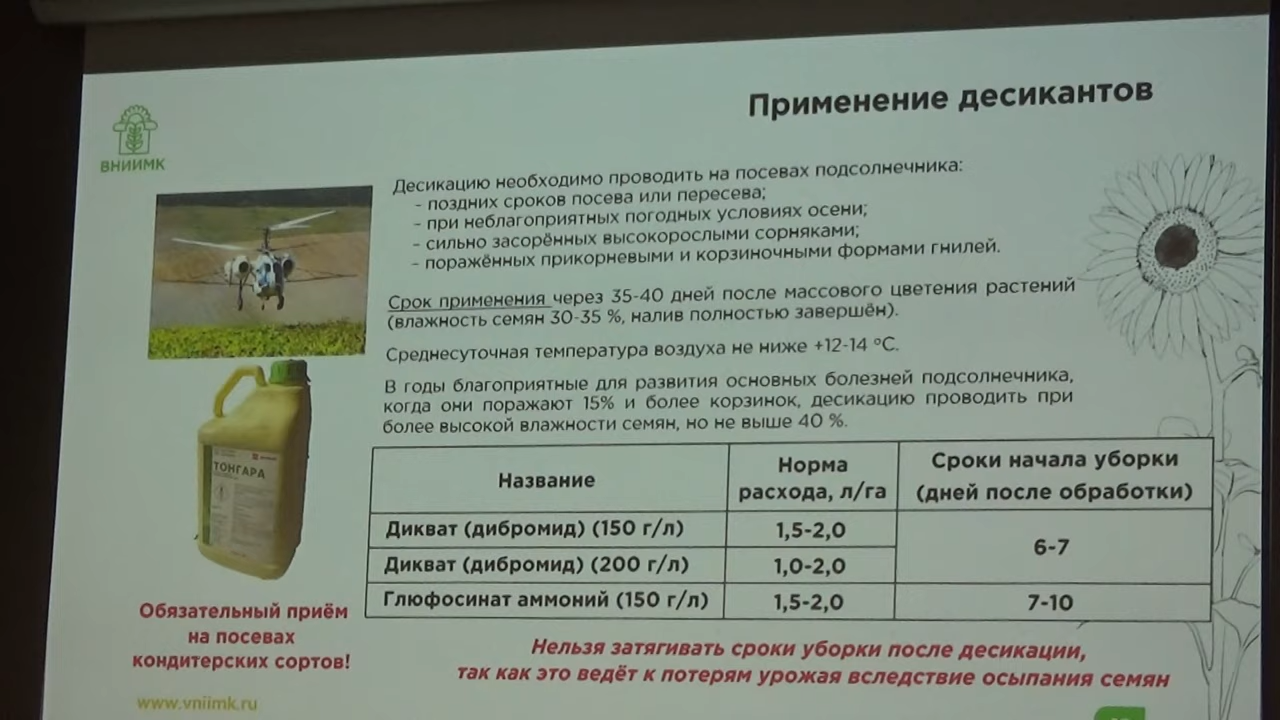 Применение десикантов
ВНИИМК
Десикацию необходимо проводить на посевах подсолнечника:
- поздних сроков посева или пересева;
- при неблагоприятных погодных условиях осени;
- сильно засорённых высокорослыми сорняками;
- поражённых прикорневыми и корзиночными формами гнилей.
Срок применения через 35-40 дней после массового цветения растений
(влажность семян 30-35 %, налив полностью завершён).
Среднесуточная температура воздуха не ниже +12-14 °С.
В годы благоприятные для развития основных болезней подсолнечника,
когда они поражают 15% и более корзинок, десикацию проводить при
более высокой влажности семян, но не выше 40 %.
ТОНГАРА
Название
Норма
расхода, л/га
Сроки начала уборки
(дней после обработки)
Дикват (дибромид) (150 г/л)
1,5-2,0
6-7
Дикват (дибромид) (200 г/л)
1,0-2,0
Глюфосинат аммоний (150 г/л)
1,5-2,0
7-10
Обязательный приём
на посевах
кондитерских сортов!
Нельзя затягивать сроки уборки после десикации,
так как это ведёт к потерям урожая вследствие осыпания семян
www.vniimk.ru